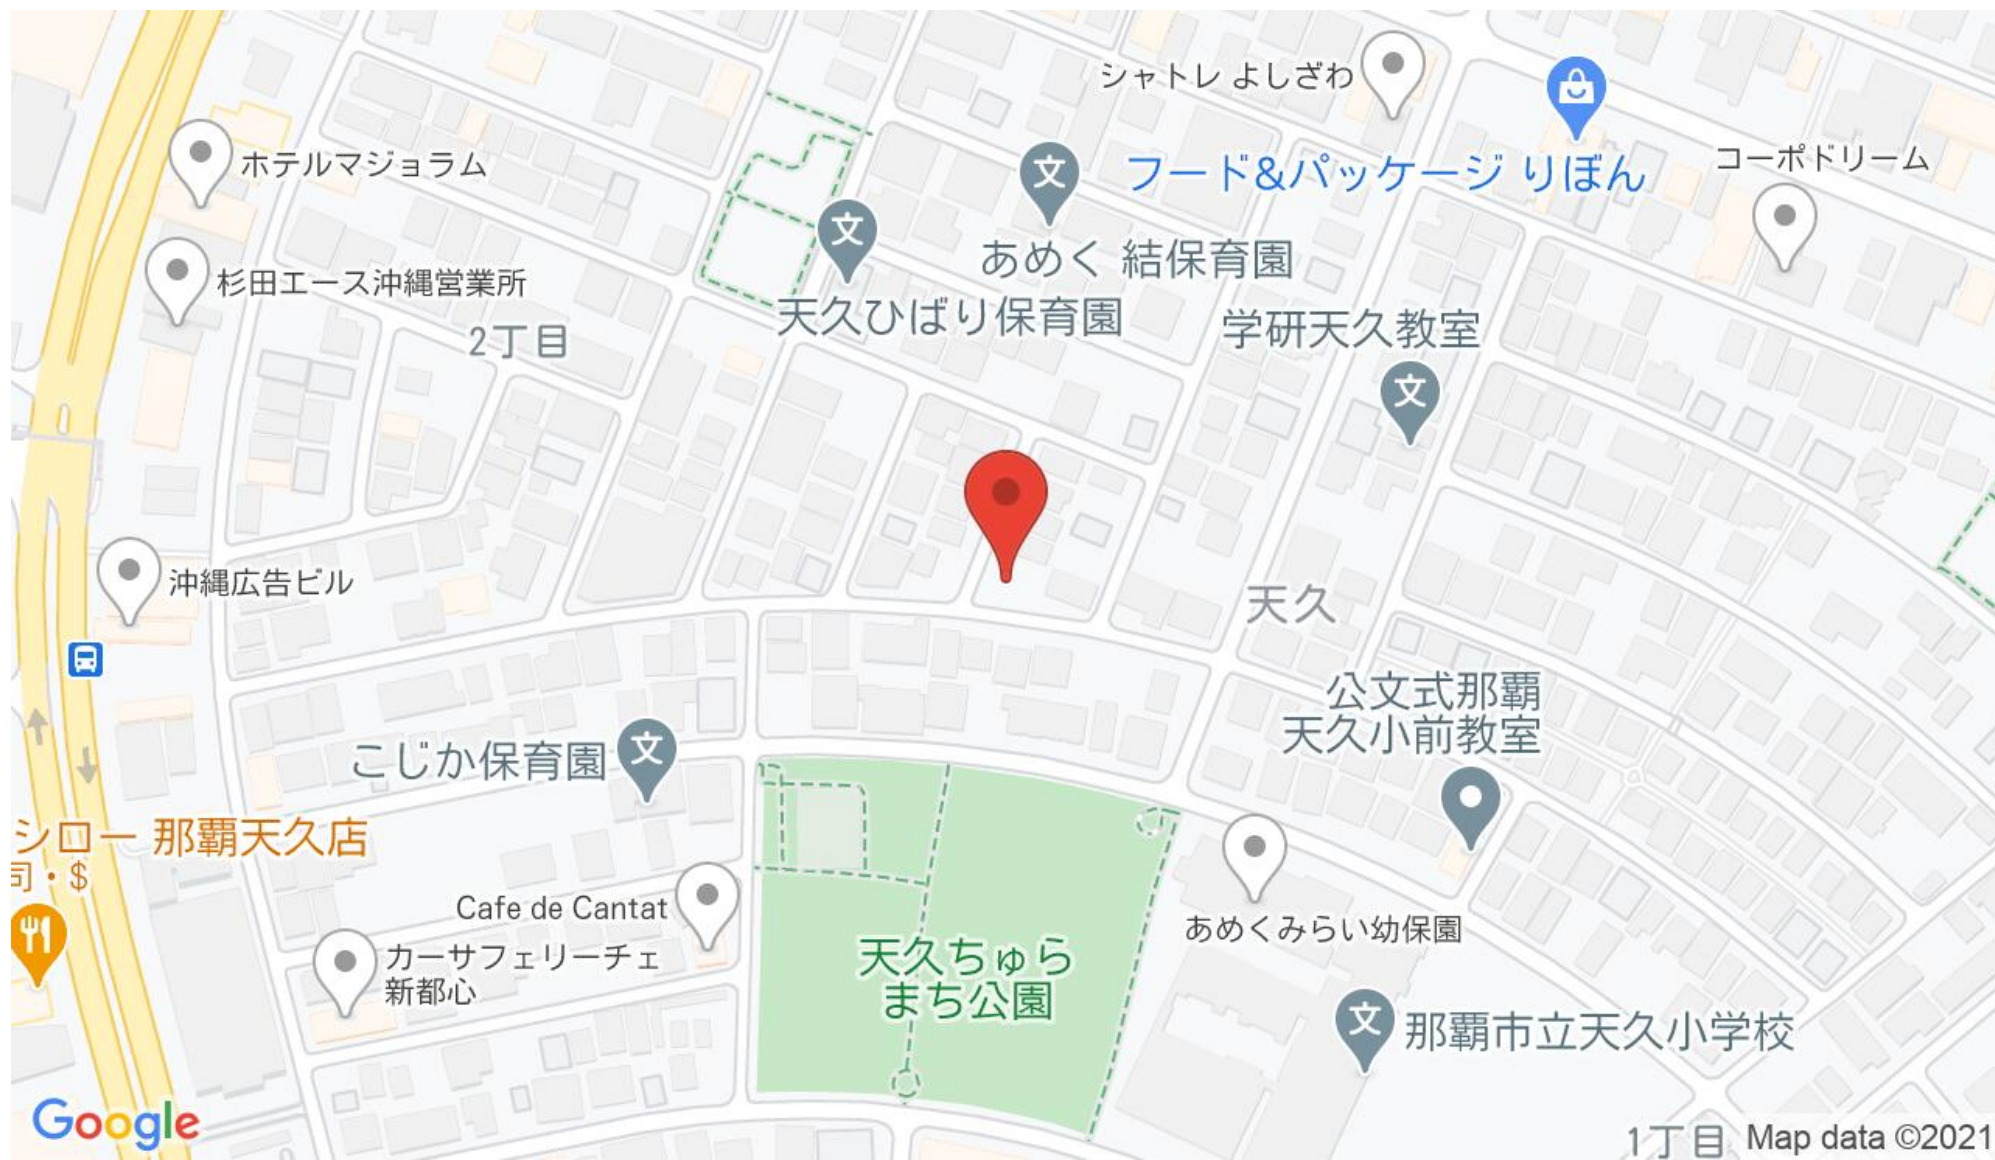 シャトレ よしざわ
ホテルマジョラム
フード&パッケージ りぼん
コーポドリーム
文
あめく 結保育園
文
天久ひばり保育園
杉田エース沖縄営業所
2丁目
学研天久教室
文
沖縄広告ビル
天久
公文式那覇
天久小前教室
こじか保育園
文
シロー 那覇天久店
司・$
Cafe de Cantat
カーサフェリーチェ
新都心
天久ちゅら
まち公園
あめくみらい幼保園
文
那覇市立天久小学校
Google
1丁目
Map data ©2021